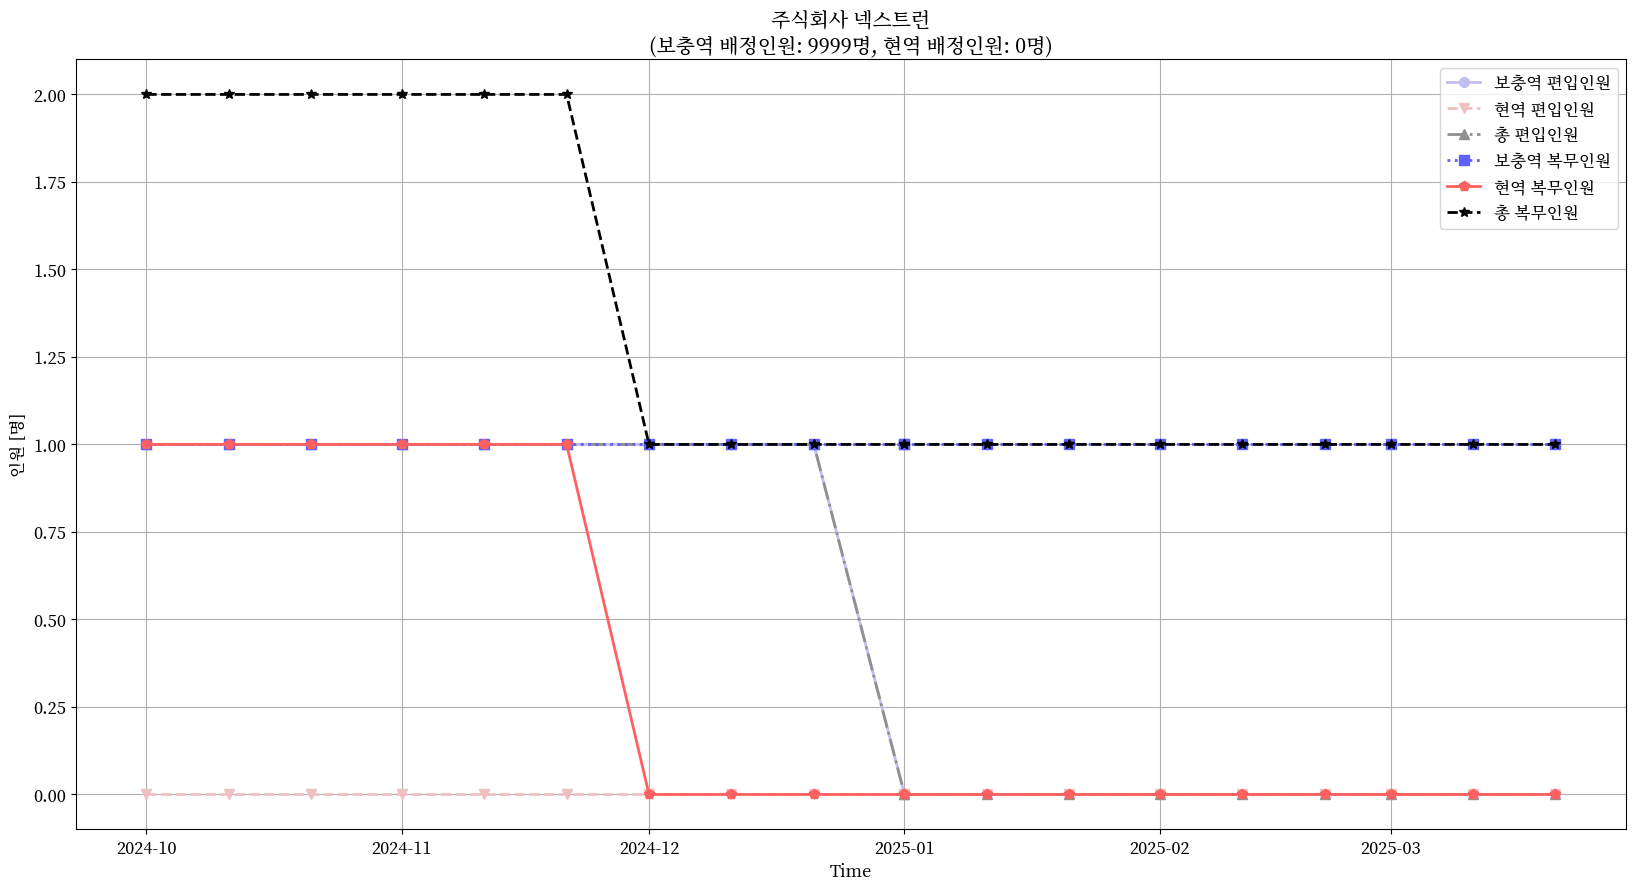 주식회사 넥스트런
(보충역 배정인원: 9999명, 현역 배정인원: 0명)
보충역 편입인원
현역 편입인원
총 편입인원
보충역 복무인원
현역 복무인원
총 복무인원
2.00
1.75
1.50
1.25
1.00
0.75
0.50
0.25
0.00
인원 [명]
2024-10 2024-11 2024-12 2025-01 2025-02 2025-03
Time